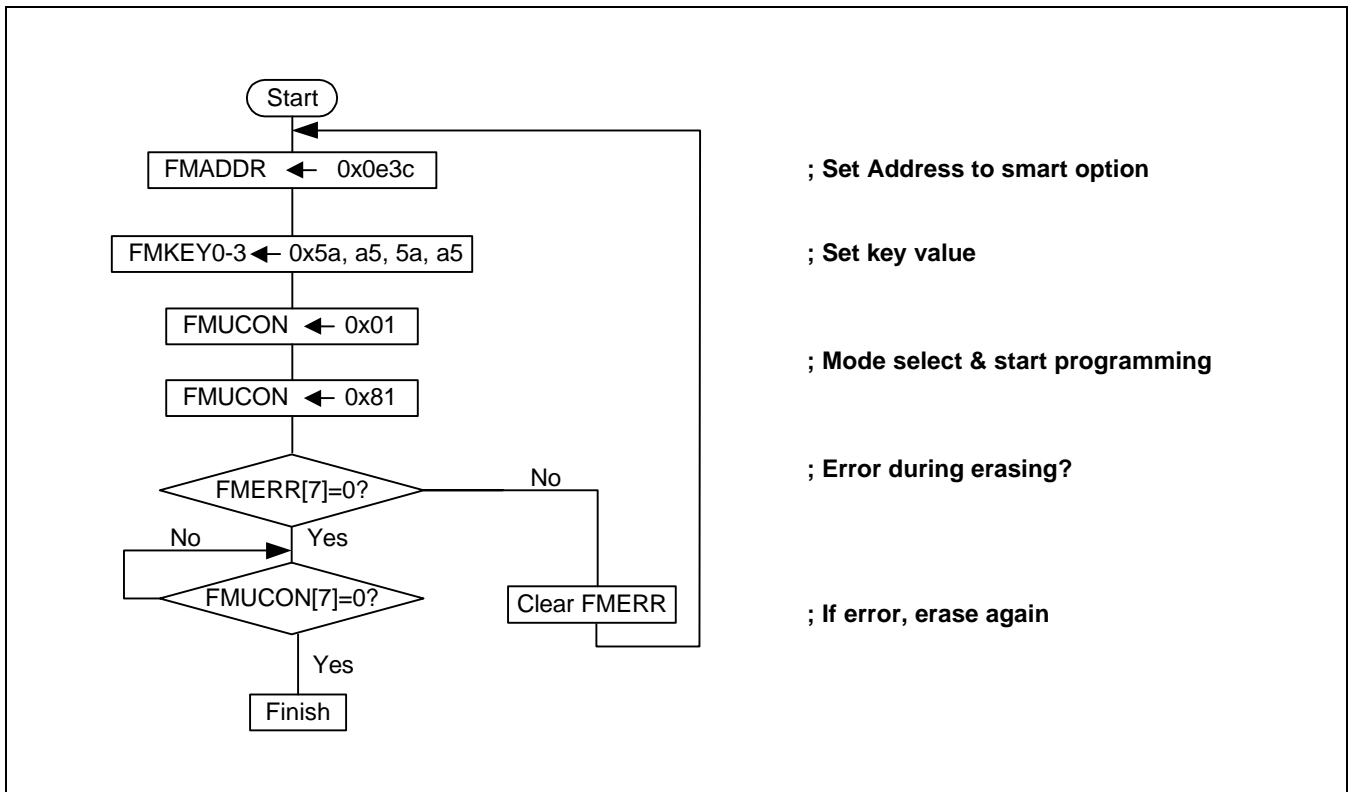 Start
FMADDR ← 0x0e3c
; Set Address to smart option
FMKEY0-3 ← 0x5a, a5, 5a, a5
; Set key value
FMUCON ← 0x01
; Mode select & start programming
FMUCON ← 0x81
; Error during erasing?
FMERR[7]=0?
No
Yes
No
FMUCON[7]=0?
Clear FMERR
; If error, erase again
Yes
Finish